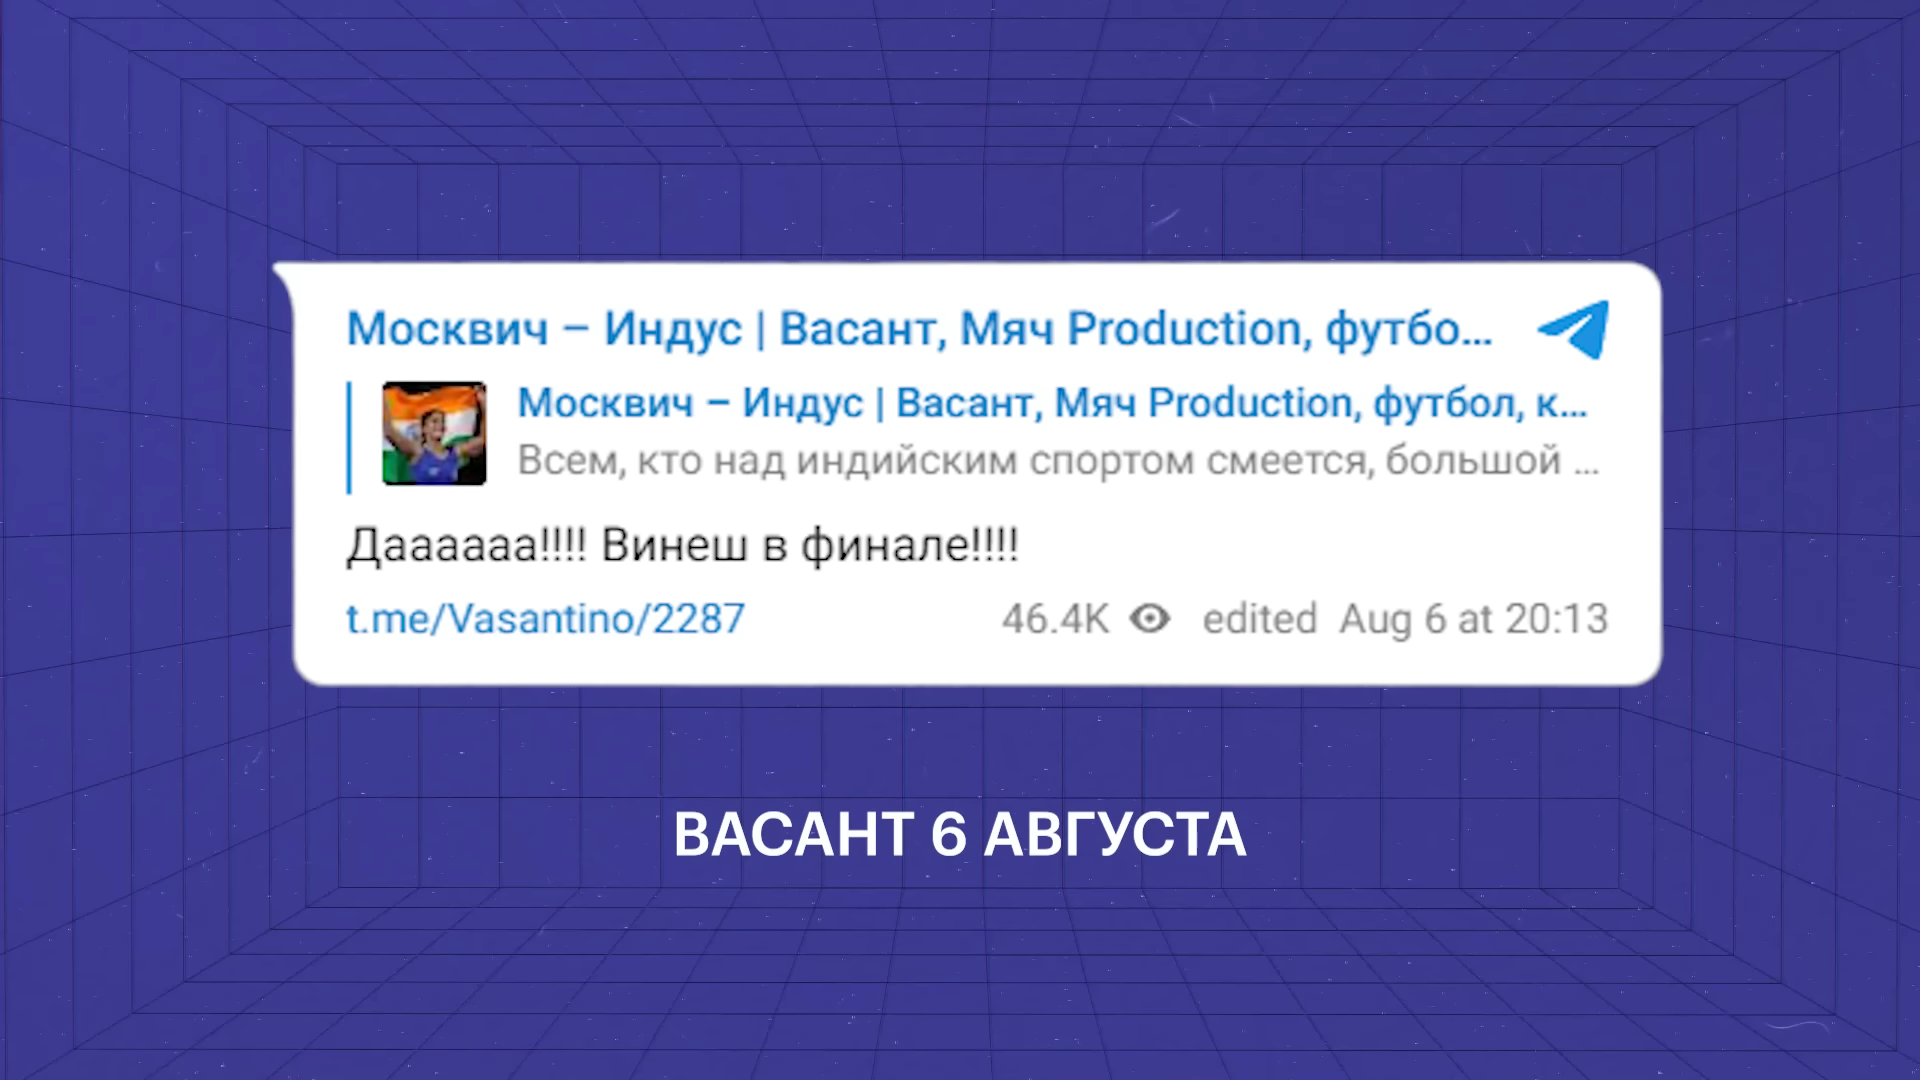 Москвич – Индус | Васант, Мяч Production, футбо...
Москвич – Индус | Васант, Мяч Production, футбол, к...
Всем, кто над индийским спортом смеется, большой ...
Даааааа!!!! Винеш в финале!!!!
t.me/Vasantino/2287 46.4K edited Aug 6 at 20:13
ВАСАНТ 6 АВГУСТА